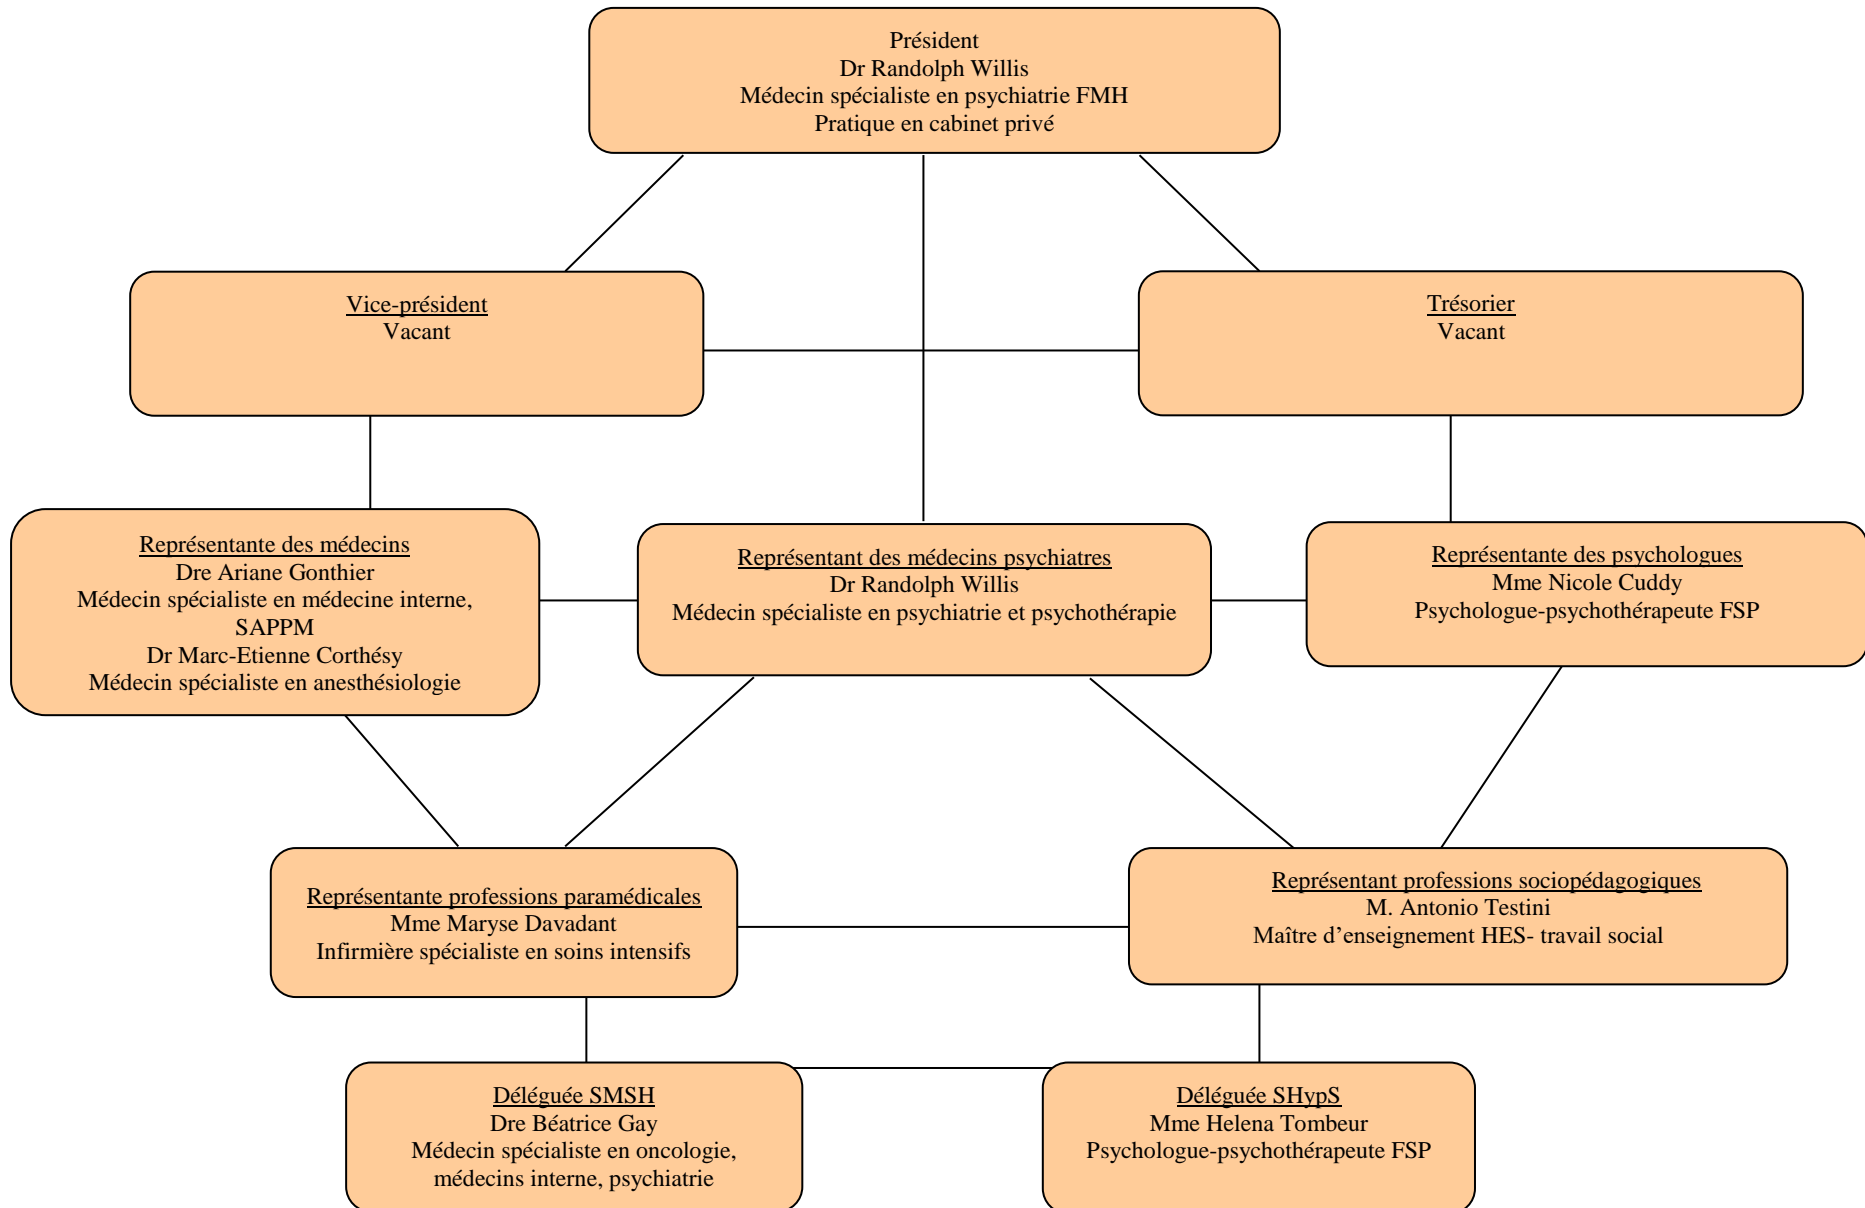 Président
Dr Randolph Willis
Médecin spécialiste en psychiatrie FMH
Pratique en cabinet privé
Vice-président
Vacant
Trésorier
Vacant
Représentante des médecins
Dre Ariane Gonthier
Médecin spécialiste en médecine interne,
SAPPM
Dr Marc-Etienne Corthésy
Médecin spécialiste en anesthésiologie
Représentant des médecins psychiatres
Dr Randolph Willis
Médecin spécialiste en psychiatrie et psychothérapie
Représentante des psychologues
Mme Nicole Cuddy
Psychologue-psychothérapeute FSP
Représentante professions paramédicales
Mme Maryse Davadant
Infirmière spécialiste en soins intensifs
Représentant professions sociopédagogiques
M. Antonio Testini
Maître d’enseignement HES- travail social
Déléguée SMSH
Dre Béatrice Gay
Médecin spécialiste en oncologie,
médecins interne, psychiatrie
Déléguée SHypS
Mme Helena Tombeur
Psychologue-psychothérapeute FSP